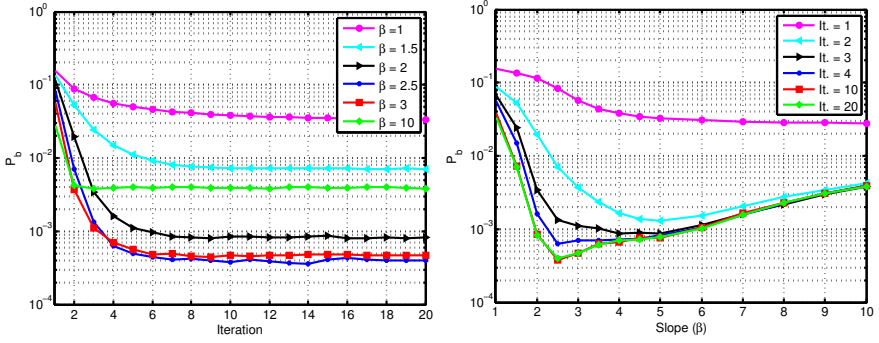 10^0
10^-1
10^-2
10^-3
10^-4
P_b
2 4 6 8 10 12 14 16 18 20
Iteration
β =1
β = 1.5
β = 2
β = 2.5
β = 3
β = 10
10^0
10^-1
10^-2
10^-3
10^-4
P_b
1 2 3 4 5 6 7 8 9 10
Slope (β)
It. = 1
It. = 2
It. = 3
It. = 4
It. = 10
It. = 20